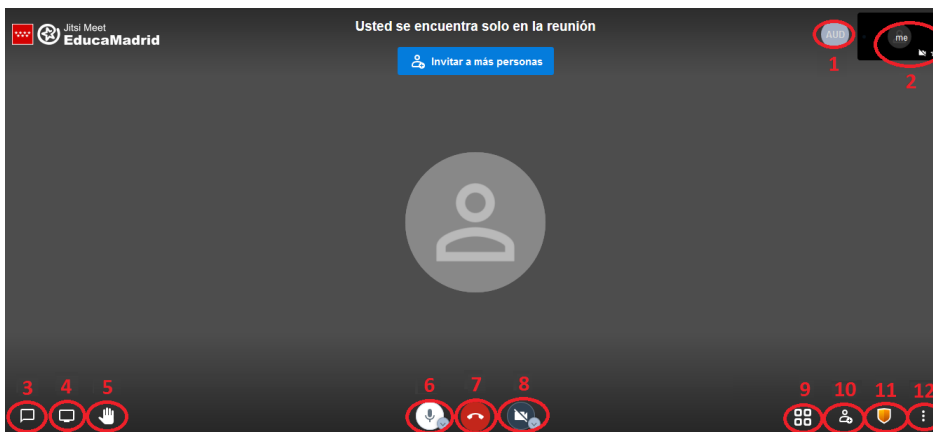 Jitsi Meet
EducaMadrid
Usted se encuentra solo en la reunión
Invitar a más personas
AUD
me
1
2
3
4
5
6
7
8
9
10
11
12